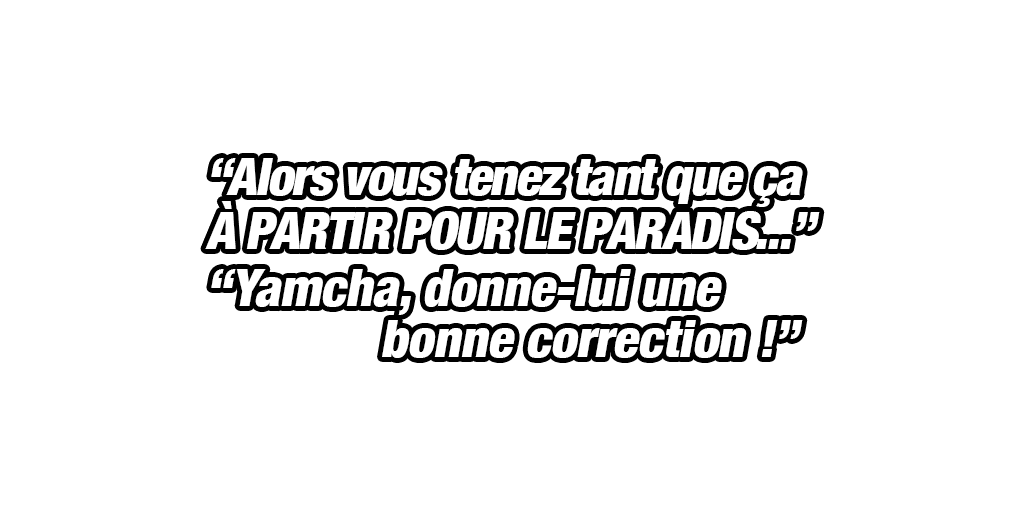 “Alors vous tenez tant que ça
À PARTIR POUR LE PARADIS...”
“Yamcha, donne-lui une
bonne correction !”